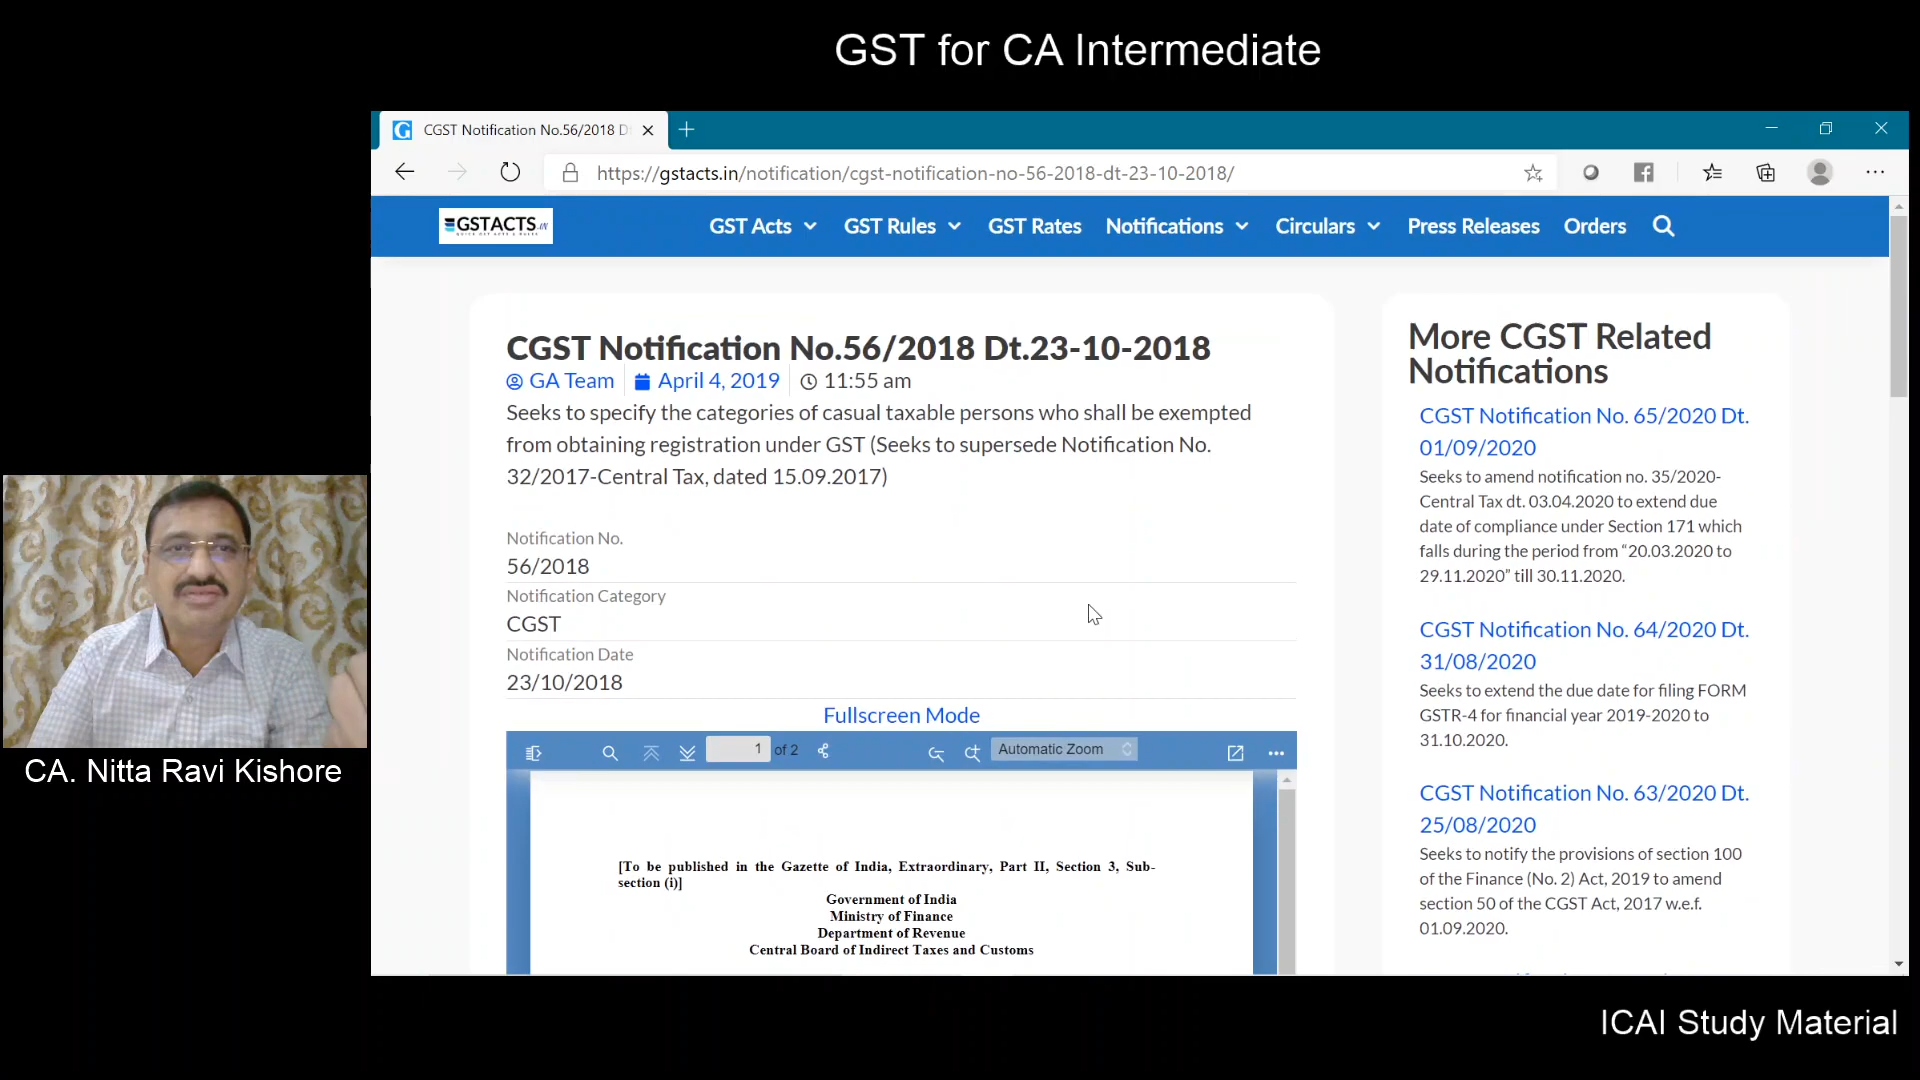 GST for CA Intermediate
CGST Notification No.56/2018 D
https://gstacts.in/notification/cgst-notification-no-56-2018-dt-23-10-2018/
GSTACTS.IN
GST Acts
GST Rules
GST Rates
Notifications
Circulars
Press Releases
Orders
CGST Notification No.56/2018 Dt.23-10-2018
GA Team
April 4, 2019
11:55 am
Seeks to specify the categories of casual taxable persons who shall be exempted
from obtaining registration under GST (Seeks to supersede Notification No.
32/2017-Central Tax, dated 15.09.2017)
Notification No.
56/2018
Notification Category
CGST
Notification Date
23/10/2018
Fullscreen Mode
1 of 2
Automatic Zoom
[To be published in the Gazette of India, Extraordinary, Part II, Section 3, Sub-
section (i)]
Government of India
Ministry of Finance
Department of Revenue
Central Board of Indirect Taxes and Customs
More CGST Related
Notifications
CGST Notification No. 65/2020 Dt.
01/09/2020
Seeks to amend notification no. 35/2020-
Central Tax dt. 03.04.2020 to extend due
date of compliance under Section 171 which
falls during the period from “20.03.2020 to
29.11.2020” till 30.11.2020.
CGST Notification No. 64/2020 Dt.
31/08/2020
Seeks to extend the due date for filing FORM
GSTR-4 for financial year 2019-2020 to
31.10.2020.
CGST Notification No. 63/2020 Dt.
25/08/2020
Seeks to notify the provisions of section 100
of the Finance (No. 2) Act, 2019 to amend
section 50 of the CGST Act, 2017 w.e.f.
01.09.2020.
CA. Nitta Ravi Kishore
ICAI Study Material